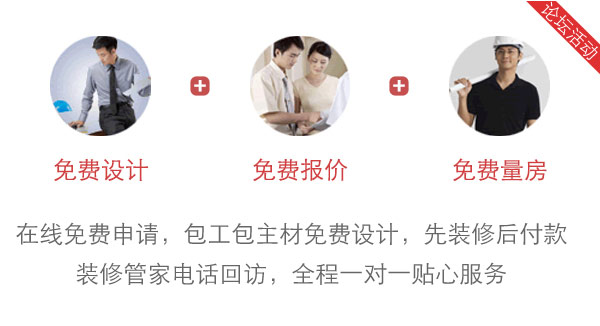 论坛活动
免费设计
免费报价
免费量房
在线免费申请，包工包主材免费设计，先装修后付款
装修管家电话回访，全程一对一贴心服务